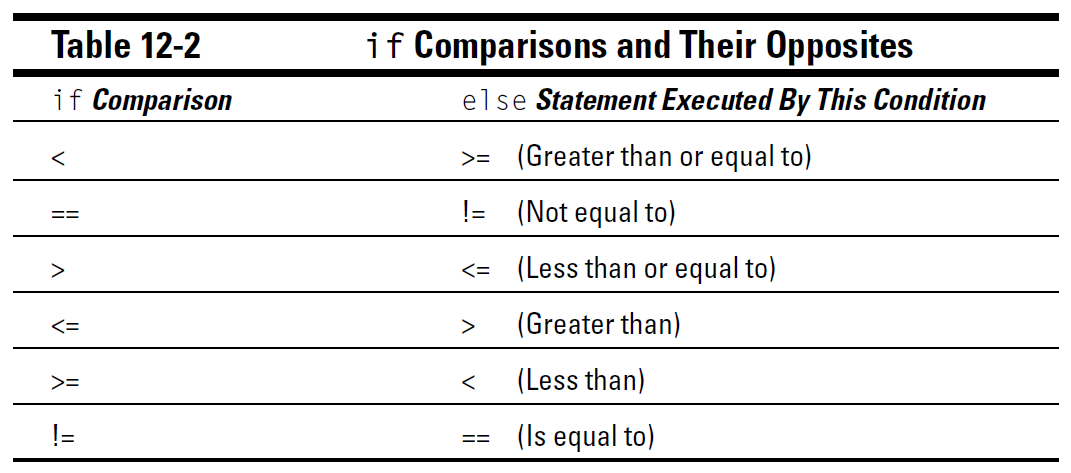 Table 12-2 if Comparisons and Their Opposites
if Comparison else Statement Executed By This Condition
< >= (Greater than or equal to)
== != (Not equal to)
> <= (Less than or equal to)
<= > (Greater than)
>= < (Less than)
!= == (Is equal to)